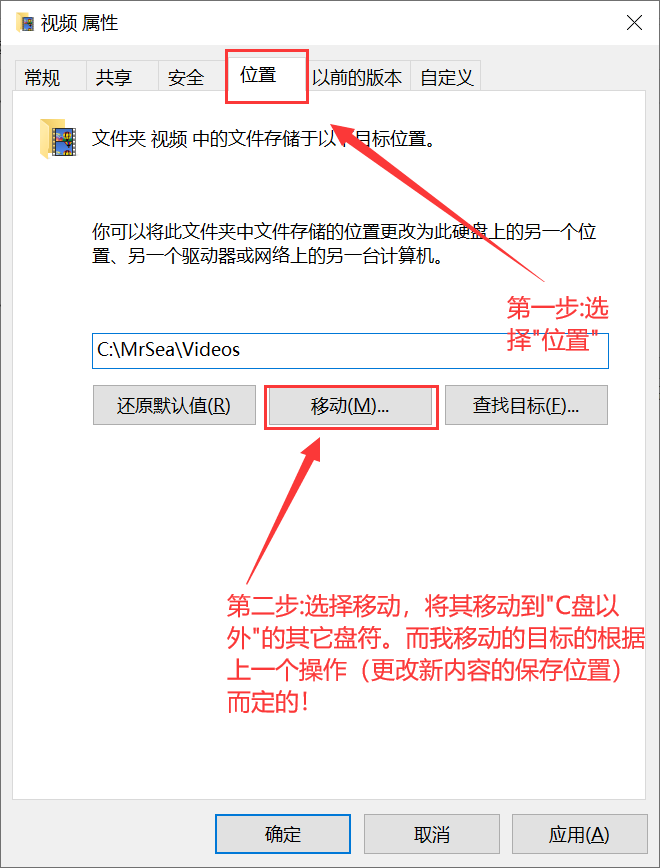 视频 属性
常规 共享 安全 位置 以前的版本 自定义
文件夹 视频 中的文件存储于以下目标位置。
你可以将此文件夹中文件存储的位置更改为此硬盘上的另一个位
置、另一个驱动器或网络上的另一台计算机。
第一步:选
择"位置"
C:\MrSea\Videos
还原默认值(R) 移动(M)... 查找目标(F)...
第二步:选择移动，将其移动到"C盘以
外"的其它盘符。而我移动的目标的根据
上一个操作（更改新内容的保存位置）
而定的！
确定 取消 应用(A)